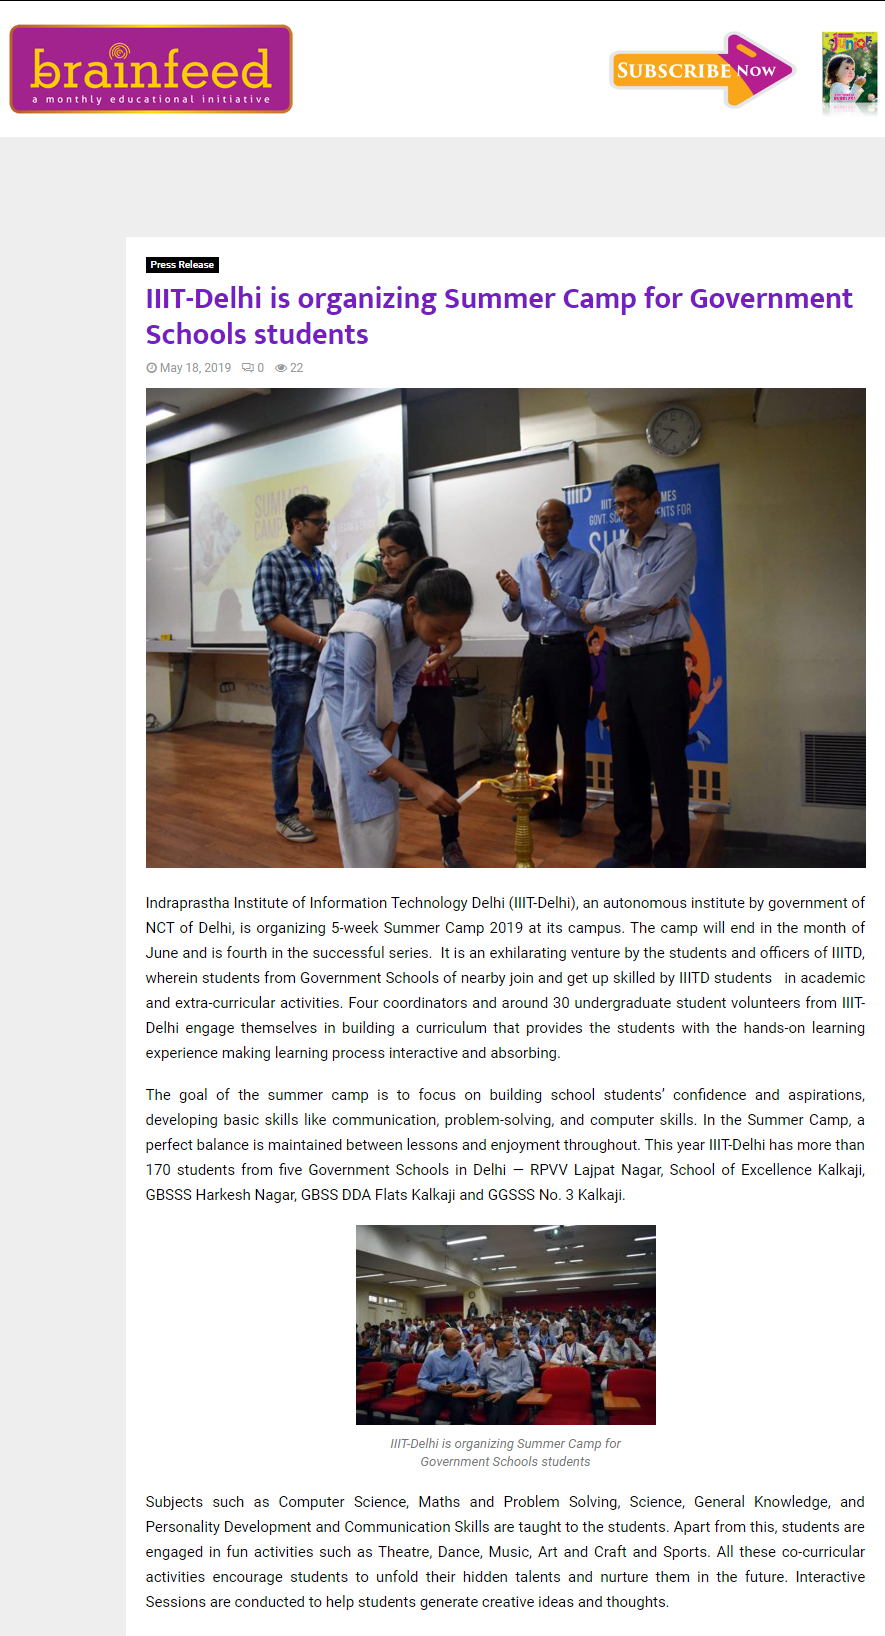 brainfeed
a monthly educational initiative
SUBSCRIBE NOW
Junior
Press Release
IIIT-Delhi is organizing Summer Camp for Government
Schools students
May 18, 2019 0 22
SUMMER
CAMP
IIITD
IIIT MES
GOVT. SC ENTS FOR
SU
Indraprastha Institute of Information Technology Delhi (IIIT-Delhi), an autonomous institute by government of
NCT of Delhi, is organizing 5-week Summer Camp 2019 at its campus. The camp will end in the month of
June and is fourth in the successful series. It is an exhilarating venture by the students and officers of IIITD,
wherein students from Government Schools of nearby join and get up skilled by IIITD students in academic
and extra-curricular activities. Four coordinators and around 30 undergraduate student volunteers from IIIT-
Delhi engage themselves in building a curriculum that provides the students with the hands-on learning
experience making learning process interactive and absorbing.
The goal of the summer camp is to focus on building school students’ confidence and aspirations,
developing basic skills like communication, problem-solving, and computer skills. In the Summer Camp, a
perfect balance is maintained between lessons and enjoyment throughout. This year IIIT-Delhi has more than
170 students from five Government Schools in Delhi — RPVV Lajpat Nagar, School of Excellence Kalkaji,
GBSSS Harkesh Nagar, GBSS DDA Flats Kalkaji and GGSSS No. 3 Kalkaji.
IIIT-Delhi is organizing Summer Camp for
Government Schools students
Subjects such as Computer Science, Maths and Problem Solving, Science, General Knowledge, and
Personality Development and Communication Skills are taught to the students. Apart from this, students are
engaged in fun activities such as Theatre, Dance, Music, Art and Craft and Sports. All these co-curricular
activities encourage students to unfold their hidden talents and nurture them in the future. Interactive
Sessions are conducted to help students generate creative ideas and thoughts.